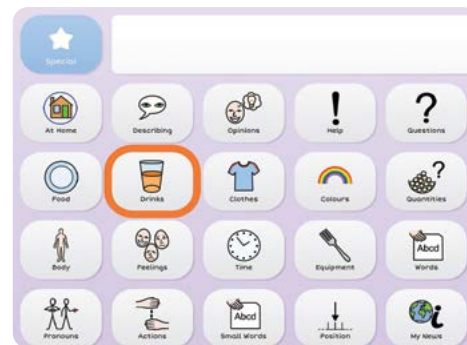 Special
At Home
Describing
Opinions
Help
Questions
Food
Drinks
Clothes
Colours
Quantities
Body
Feelings
Time
Equipment
Abcd
Words
Pronouns
Actions
Abcd
Small Words
Position
My News